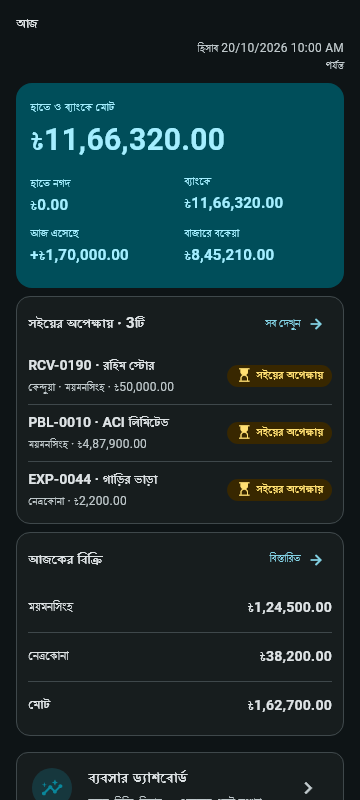 আজ
হিসাব 20/10/2026 10:00 AM
পর্যন্ত
হাতে ও ব্যাংকে মোট
৳11,66,320.00
হাতে নগদ
ব্যাংকে
৳0.00
৳11,66,320.00
আজ এসেছে
বাজারে বকেয়া
+৳1,70,000.00
৳8,45,210.00
সইয়ের অপেক্ষায় · 3টি
সব দেখুন →
RCV-0190 · রহিম স্টোর
কেন্দুয়া · ময়মনসিংহ · ৳50,000.00
সইয়ের অপেক্ষায়
PBL-0010 · ACI লিমিটেড
ময়মনসিংহ · ৳4,87,900.00
সইয়ের অপেক্ষায়
EXP-0044 · গাড়ির ভাড়া
নেত্রকোনা · ৳2,200.00
সইয়ের অপেক্ষায়
আজকের বিক্রি
বিস্তারিত →
ময়মনসিংহ
৳1,24,500.00
নেত্রকোনা
৳38,200.00
মোট
৳1,62,700.00
ব্যবসার ড্যাশবোর্ড